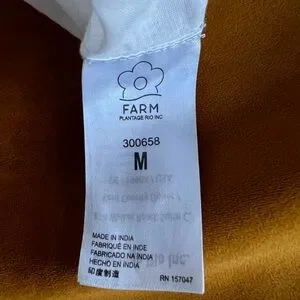 FARM
PLANTAGE RIO INC
300658
M
MADE IN INDIA
FABRIQUÉ EN INDE
FABRICADO NA ÍNDIA
HECHO EN INDIA
印度制造
RN 157047